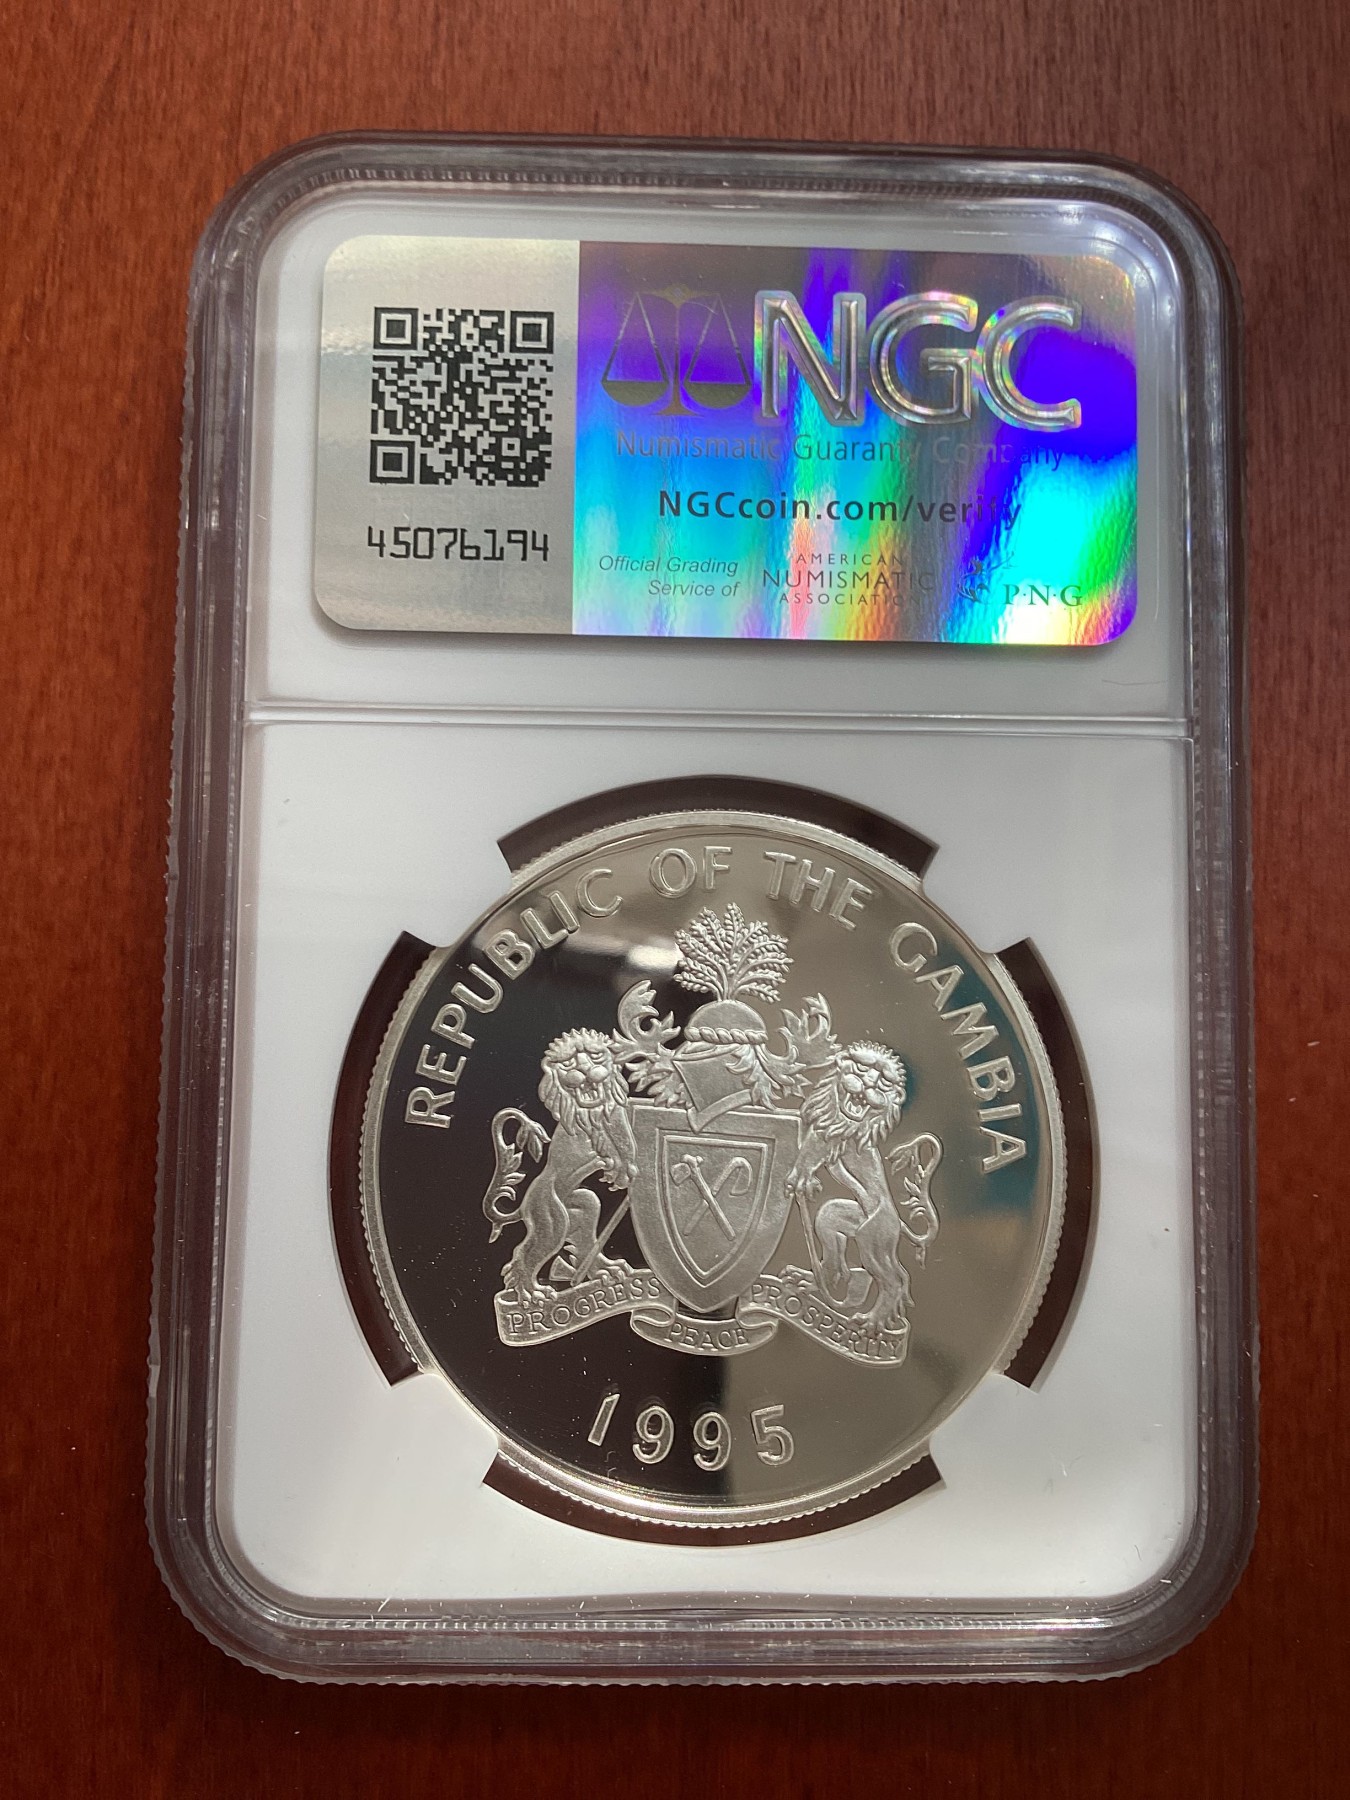 NGC
Numismatic Guaranty Company
NGCcoin.com/verify
45076194
Official Grading
Service of
AMERICAN
NUMISMATIC
ASSOCIATION
P·N·G
REPUBLIC OF THE GAMBIA
PROGRESS
PEACE
PROSPERITY
1995